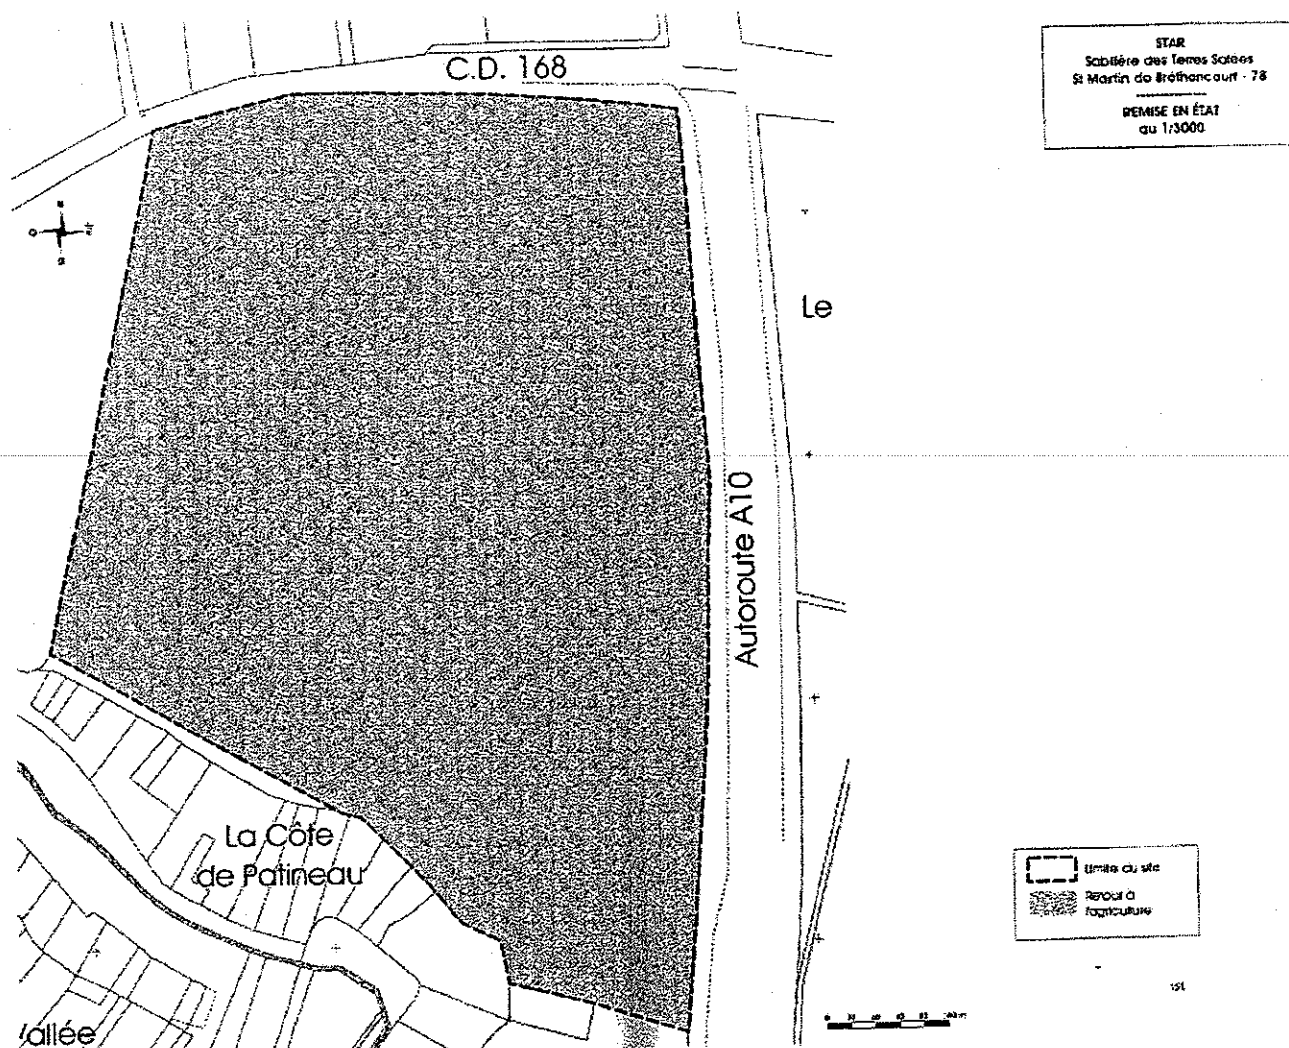 C.D. 168
STAR
Sablière des Terres Salées
St Martin de Bréthencourt - 78
REMISE EN ÉTAT
au 1/3000
O
S
Le
Autoroute A10
La Côte
de Patineau
Limite du site
Retour à
l'agriculture
allée